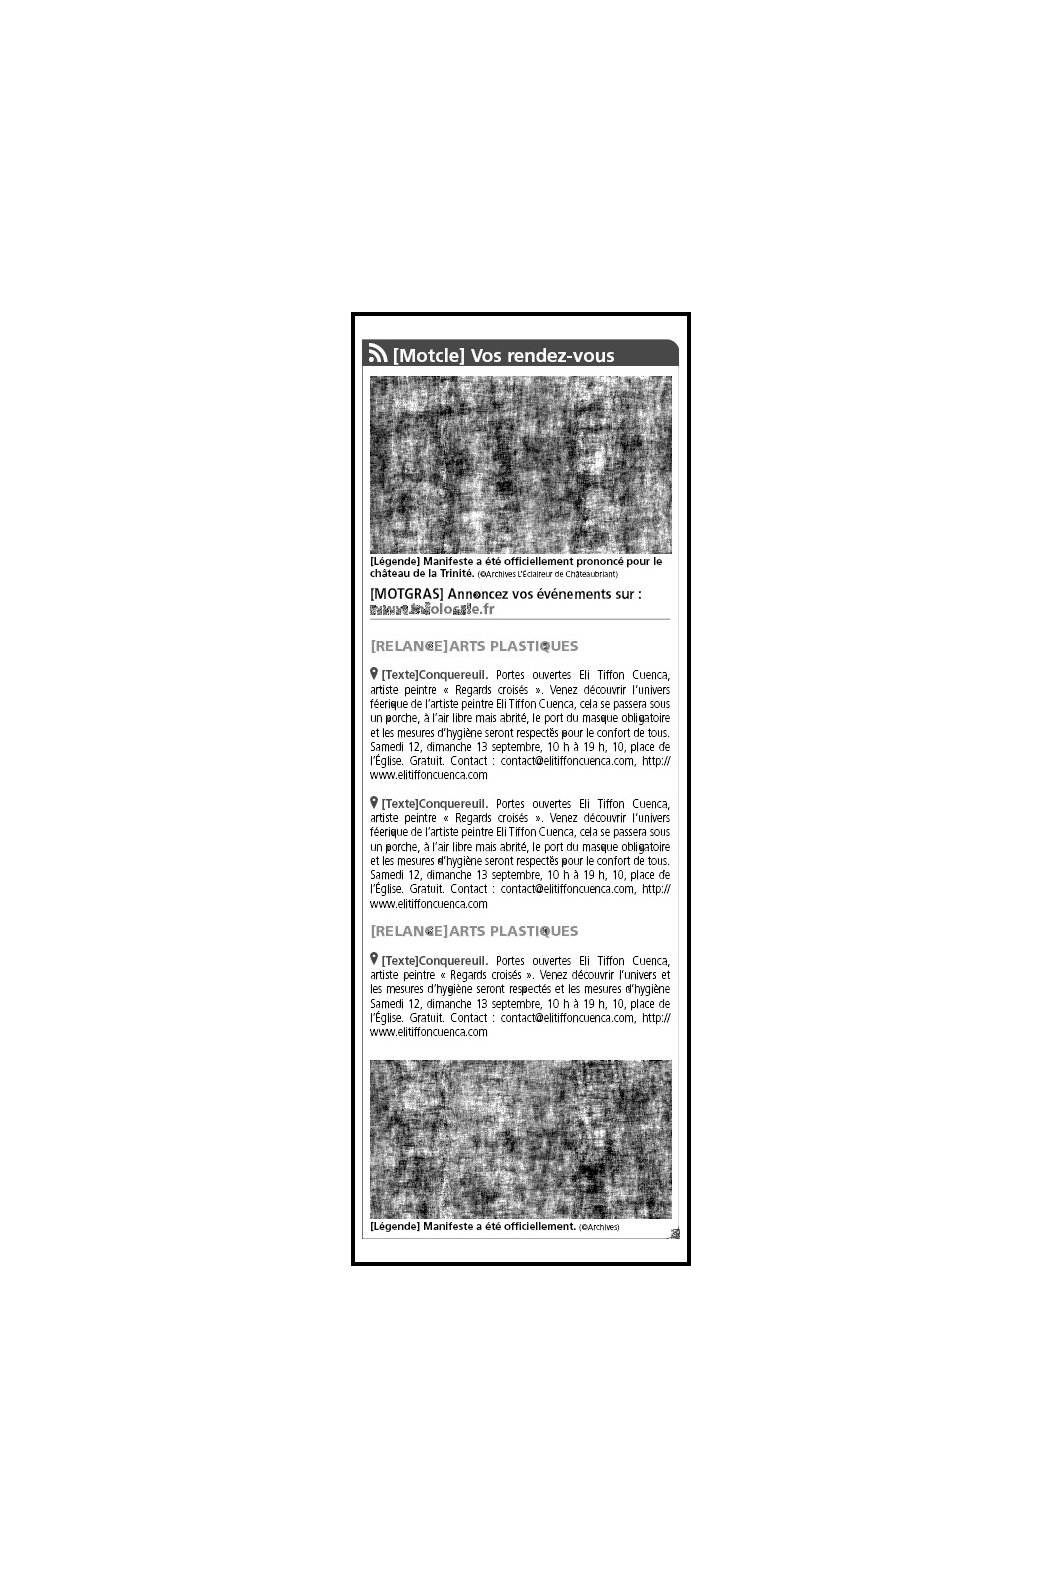 [Motcle] Vos rendez-vous
[Légende] Manifeste a été officiellement prononcé pour le
château de la Trinité. (©Archives L'Éclaireur de Châteaubriant)
[MOTGRAS] Annoncez vos événements sur :
[RELANCE]ARTS PLASTIQUES
[Texte]Conquereuil. Portes ouvertes Eli Tiffon Cuenca,
artiste peintre « Regards croisés ». Venez découvrir l'univers
féerique de l'artiste peintre Eli Tiffon Cuenca, cela se passera sous
un porche, à l'air libre mais abrité, le port du masque obligatoire
et les mesures d'hygiène seront respectés pour le confort de tous.
Samedi 12, dimanche 13 septembre, 10 h à 19 h, 10, place de
l'Église. Gratuit. Contact : contact@elitiffoncuenca.com, http://
www.elitiffoncuenca.com
[Texte]Conquereuil. Portes ouvertes Eli Tiffon Cuenca,
artiste peintre « Regards croisés ». Venez découvrir l'univers
féerique de l'artiste peintre Eli Tiffon Cuenca, cela se passera sous
un porche, à l'air libre mais abrité, le port du masque obligatoire
et les mesures d'hygiène seront respectés pour le confort de tous.
Samedi 12, dimanche 13 septembre, 10 h à 19 h, 10, place de
l'Église. Gratuit. Contact : contact@elitiffoncuenca.com, http://
www.elitiffoncuenca.com
[RELANCE]ARTS PLASTIQUES
[Texte]Conquereuil. Portes ouvertes Eli Tiffon Cuenca,
artiste peintre « Regards croisés ». Venez découvrir l'univers et
les mesures d'hygiène seront respectés et les mesures d'hygiène
Samedi 12, dimanche 13 septembre, 10 h à 19 h, 10, place de
l'Église. Gratuit. Contact : contact@elitiffoncuenca.com, http://
www.elitiffoncuenca.com
[Légende] Manifeste a été officiellement. (©Archives)